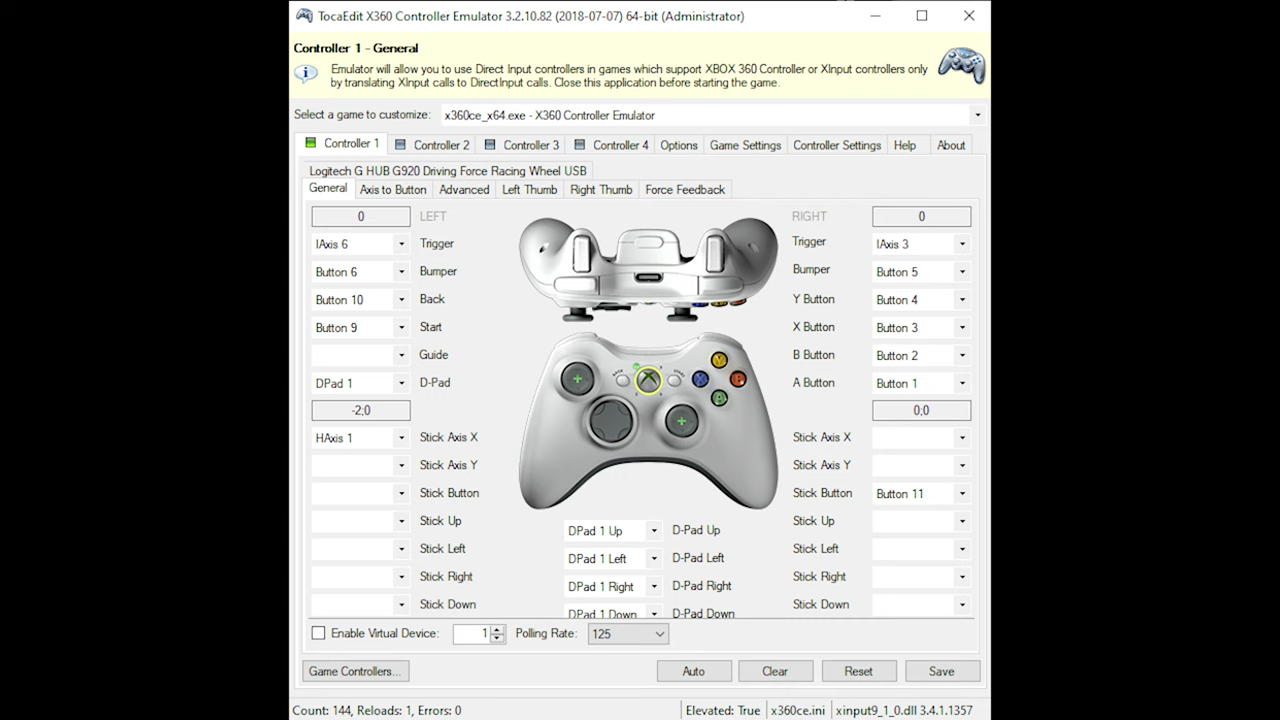 TocaEdit X360 Controller Emulator 3.2.10.82 (2018-07-07) 64-bit (Administrator)
Controller 1 - General
Emulator will allow you to use Direct Input controllers in games which support XBOX 360 Controller or XInput controllers only
by translating XInput calls to DirectInput calls. Close this application before starting the game.
Select a game to customize: x360ce_x64.exe - X360 Controller Emulator
Controller 1 Controller 2 Controller 3 Controller 4 Options Game Settings Controller Settings Help About
Logitech G HUB G920 Driving Force Racing Wheel USB
General Axis to Button Advanced Left Thumb Right Thumb Force Feedback
0 LEFT RIGHT 0
IAxis 6 Trigger Trigger IAxis 3
Button 6 Bumper Bumper Button 5
Button 10 Back Y Button Button 4
Button 9 Start X Button Button 3
Guide B Button Button 2
DPad 1 D-Pad A Button Button 1
-2;0 0;0
HAxis 1 Stick Axis X Stick Axis X
Stick Axis Y Stick Axis Y
Stick Button Stick Button Button 11
Stick Up DPad 1 Up D-Pad Up Stick Up
Stick Left DPad 1 Left D-Pad Left Stick Left
Stick Right DPad 1 Right D-Pad Right Stick Right
Stick Down DPad 1 Down D-Pad Down Stick Down
Enable Virtual Device: 1 Polling Rate: 125
Game Controllers... Auto Clear Reset Save
Count: 144, Reloads: 1, Errors: 0 Elevated: True x360ce.ini xinput9_1_0.dll 3.4.1.1357